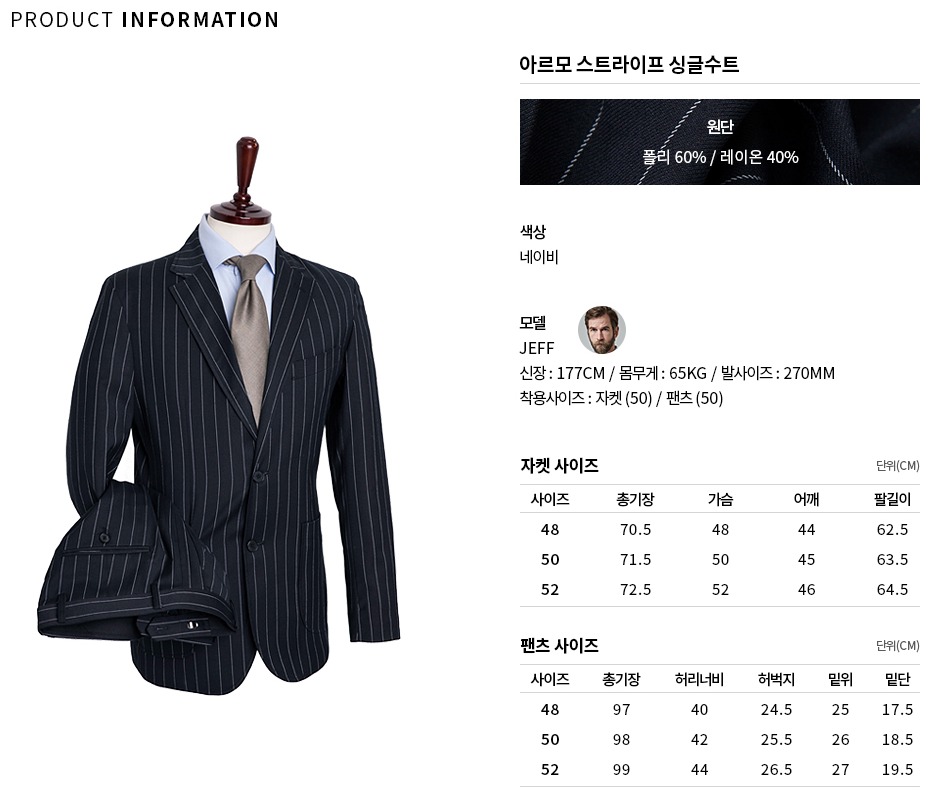 PRODUCT INFORMATION
아르모 스트라이프 싱글수트
원단
폴리 60% / 레이온 40%
색상
네이비
모델
JEFF
신장 : 177CM / 몸무게 : 65KG / 발사이즈 : 270MM
착용사이즈 : 자켓 (50) / 팬츠 (50)
자켓 사이즈 단위(CM)
사이즈 총기장 가슴 어깨 팔길이
48 70.5 48 44 62.5
50 71.5 50 45 63.5
52 72.5 52 46 64.5
팬츠 사이즈 단위(CM)
사이즈 총기장 허리너비 허벅지 밑위 밑단
48 97 40 24.5 25 17.5
50 98 42 25.5 26 18.5
52 99 44 26.5 27 19.5